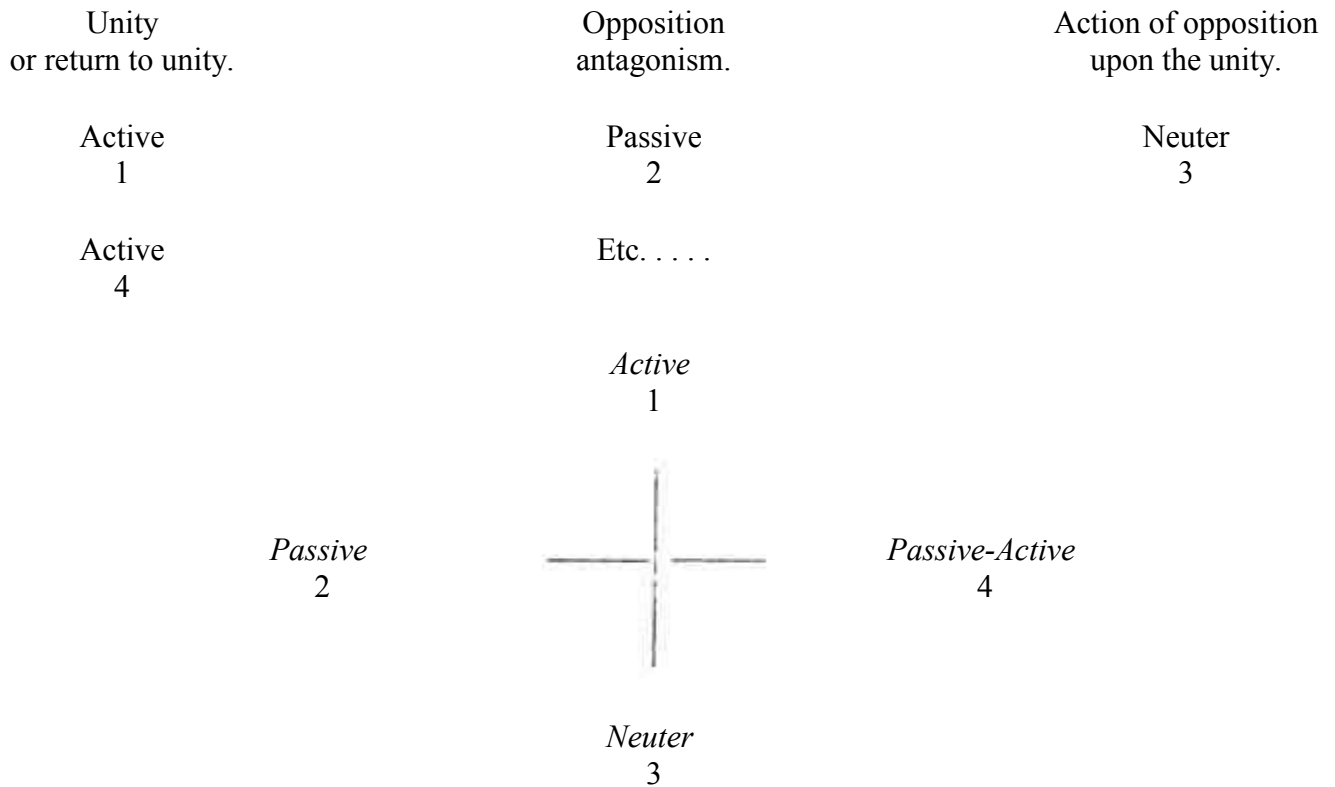 Unity
or return to unity.
Opposition
antagonism.
Action of opposition
upon the unity.
Active
1
Passive
2
Neuter
3
Active
4
Etc. . . . .
Active
1
Passive
2
Passive-Active
4
Neuter
3